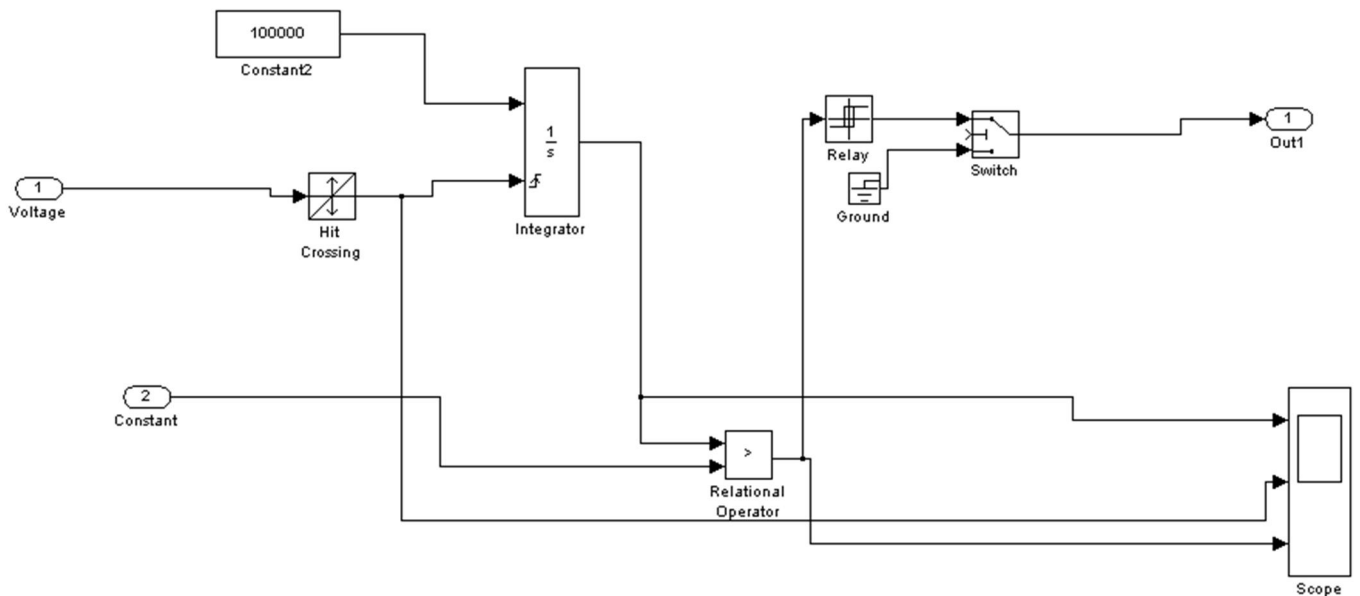 100000
Constant2
1
s
Integrator
1
Voltage
Hit
Crossing
Relay
Ground
Switch
1
Out1
2
Constant
>
Relational
Operator
Scope